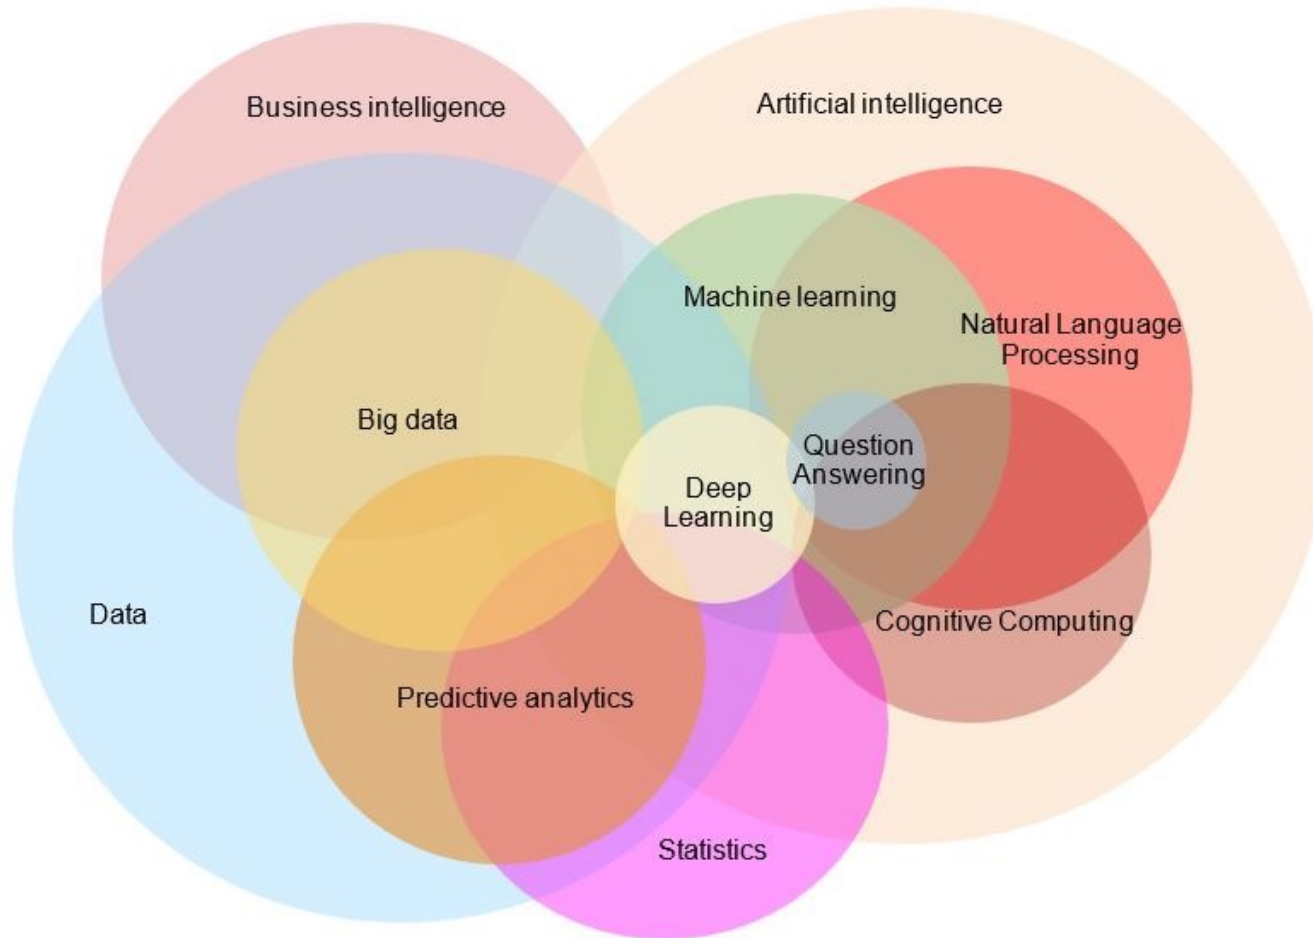 Business intelligence
Artificial intelligence
Machine learning
Natural Language
Processing
Big data
Question
Answering
Deep
Learning
Data
Cognitive Computing
Predictive analytics
Statistics